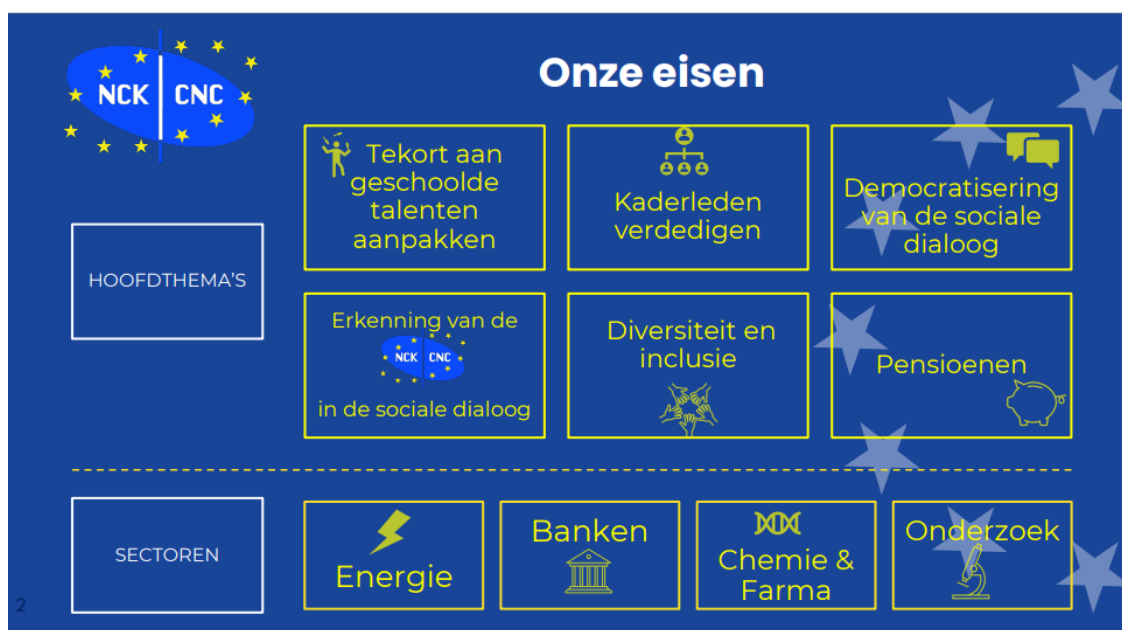 NCK CNC
Onze eisen
HOOFDTHEMA'S
Tekort aan
geschoolde
talenten
aanpakken
Kaderleden
verdedigen
Democratisering
van de sociale
dialoog
Erkenning van de
NCK CNC
in de sociale dialoog
Diversiteit en
inclusie
Pensioenen
SECTOREN
Energie
Banken
Chemie &
Farma
Onderzoek
2